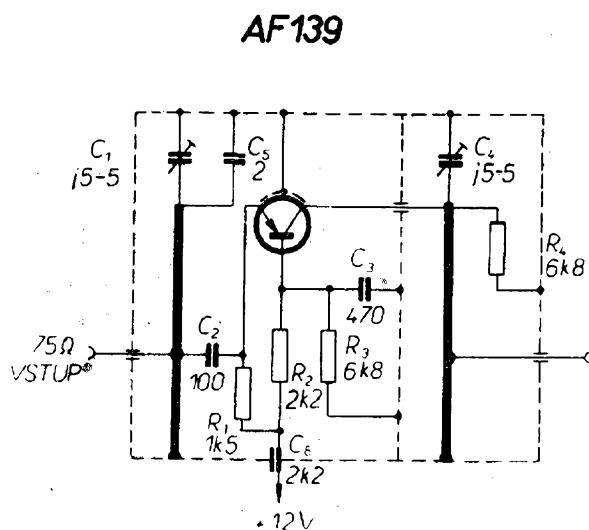 AF139
C₁
j5-5
C₅
2
C₄
j5-5
R₄
6k8
C₃
470
75Ω
VSTUP
C₂
100
R₃
6k8
R₂
2k2
R₁
1k5
C₆
2k2
+12V